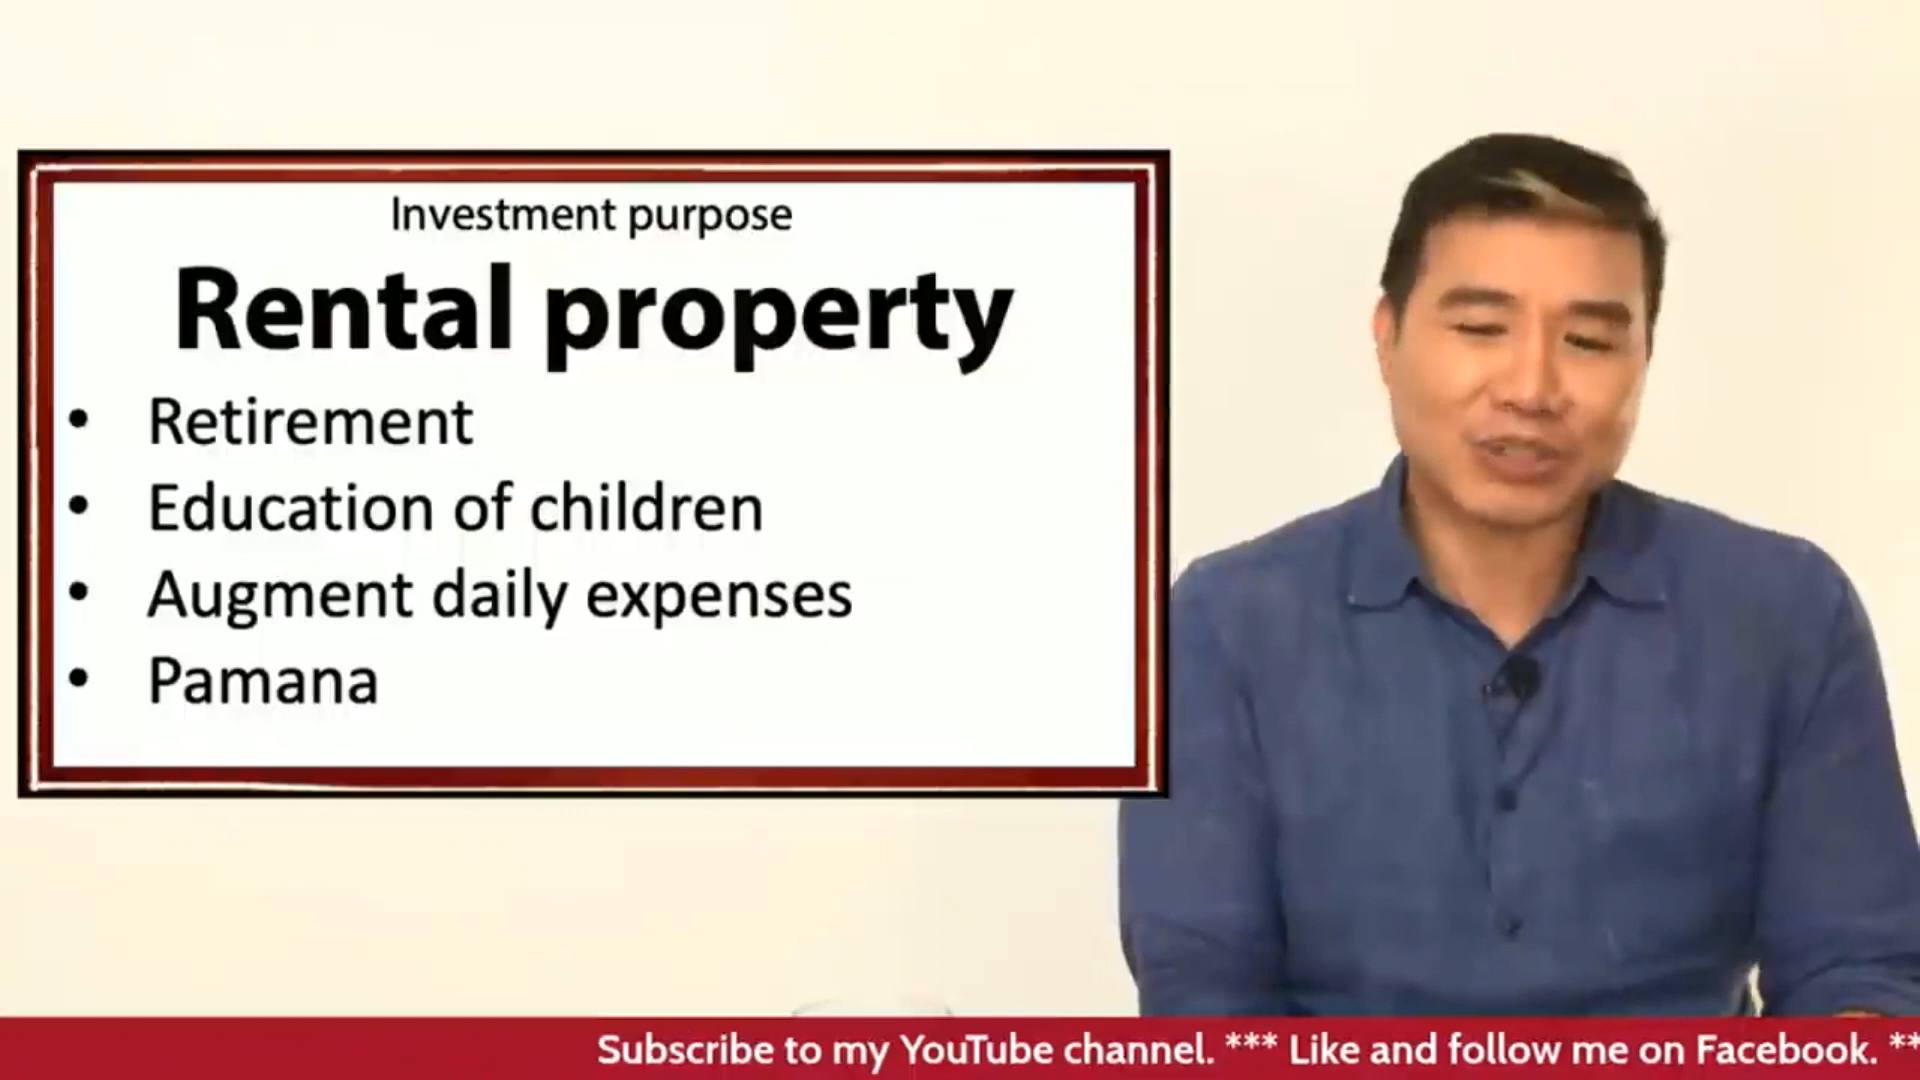 Investment purpose
Rental property
• Retirement
• Education of children
• Augment daily expenses
• Pamana
Subscribe to my YouTube channel. *** Like and follow me on Facebook. **